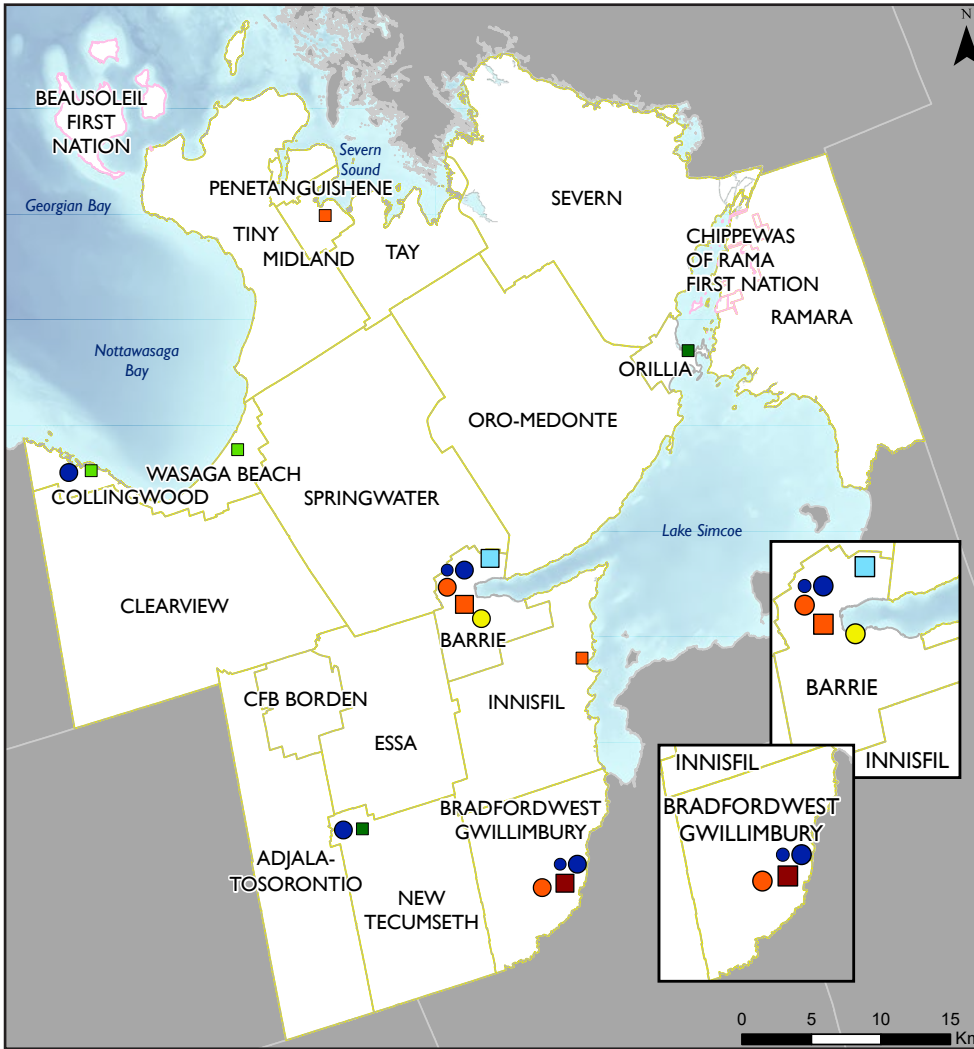 N
BEAUSOLEIL
FIRST
NATION
Severn
Sound
PENETANGUISHENE
SEVERN
Georgian Bay
TINY
MIDLAND
TAY
CHIPPEWAS
OF RAMA
FIRST NATION
RAMARA
Nottawasaga
Bay
ORILLIA
ORO-MEDONTE
WASAGA BEACH
COLLINGWOOD
SPRINGWATER
Lake Simcoe
CLEARVIEW
BARRIE
CFB BORDEN
INNISFIL
ESSA
BARRIE
INNISFIL
INNISFIL
BRADFORDWEST
GWILLIMBURY
BRADFORDWEST
GWILLIMBURY
ADJALA-
TOSORONTIO
NEW
TECUMSETH
0 5 10 15
Km